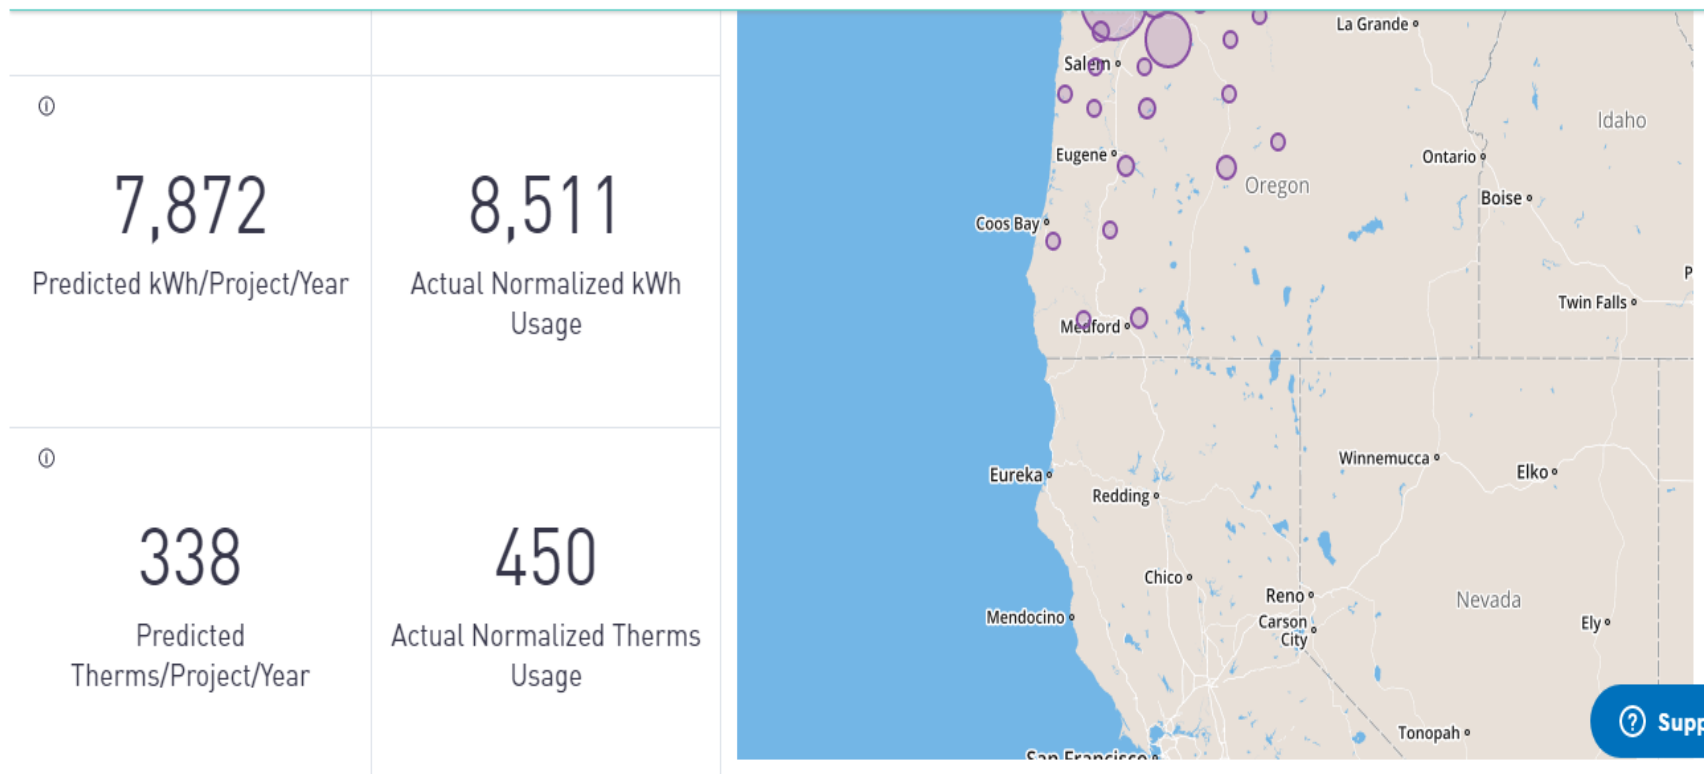 7,872
Predicted kWh/Project/Year
8,511
Actual Normalized kWh
Usage
338
Predicted
Therms/Project/Year
450
Actual Normalized Therms
Usage
La Grande
Salem
Idaho
Eugene
Ontario
Oregon
Boise
Coos Bay
P
Twin Falls
Medford
Eureka
Redding
Winnemucca
Elko
Chico
Reno
Nevada
Mendocino
Carson
City
Ely
Tonopah
San Francisco
Supp